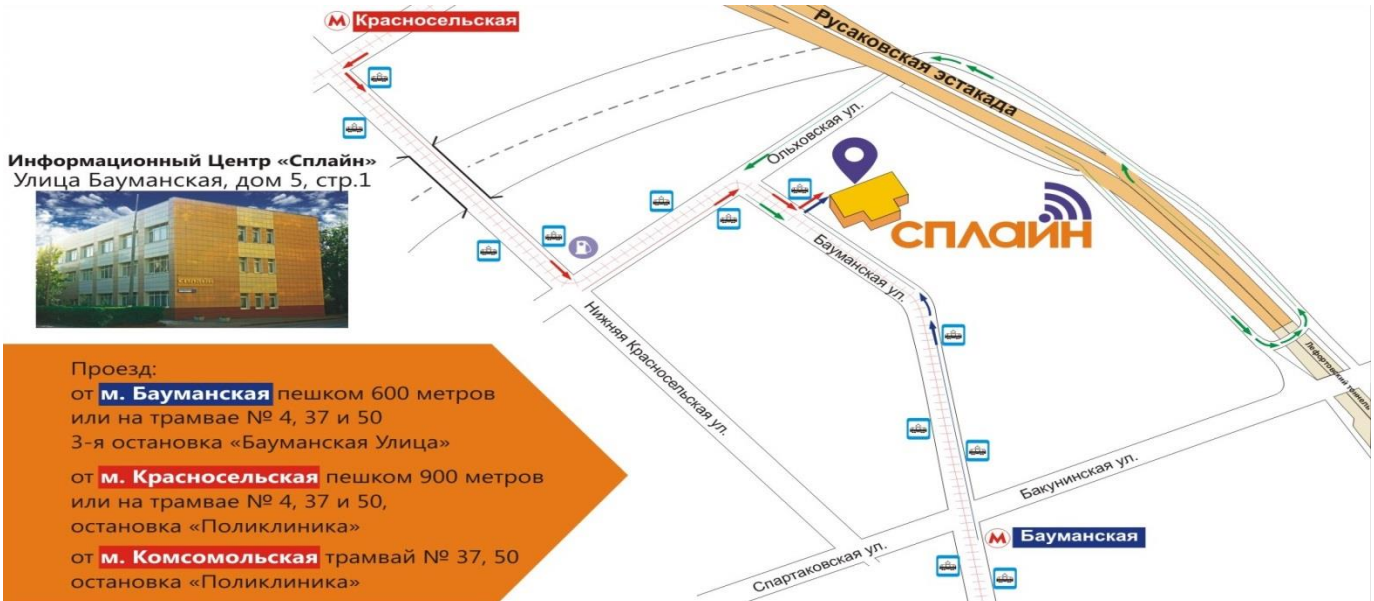 М Красносельская
Русаковская эстакада
Ольховская ул.
Информационный Центр «Сплайн»
Улица Бауманская, дом 5, стр.1
СПЛАЙН
Бауманская ул.
Нижняя Красносельская ул.
Лефортовский тоннель
Проезд:
от м. Бауманская пешком 600 метров
или на трамвае № 4, 37 и 50
3-я остановка «Бауманская Улица»
от м. Красносельская пешком 900 метров
или на трамвае № 4, 37 и 50,
остановка «Поликлиника»
от м. Комсомольская трамвай № 37, 50
остановка «Поликлиника»
Бакунинская ул.
М Бауманская
Спартаковская ул.